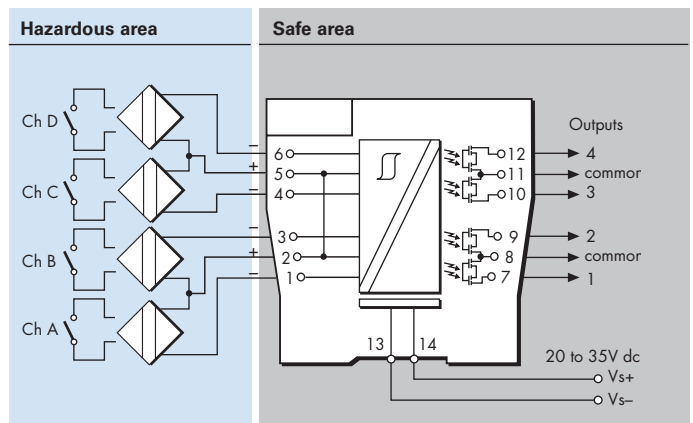 Hazardous area
Safe area
Ch D
Ch C
Ch B
Ch A
–
+
–
–
+
–
6
5
4
3
2
1
12
11
10
9
8
7
Outputs
4
commor
3
2
commor
1
13
14
20 to 35V dc
Vs+
Vs–